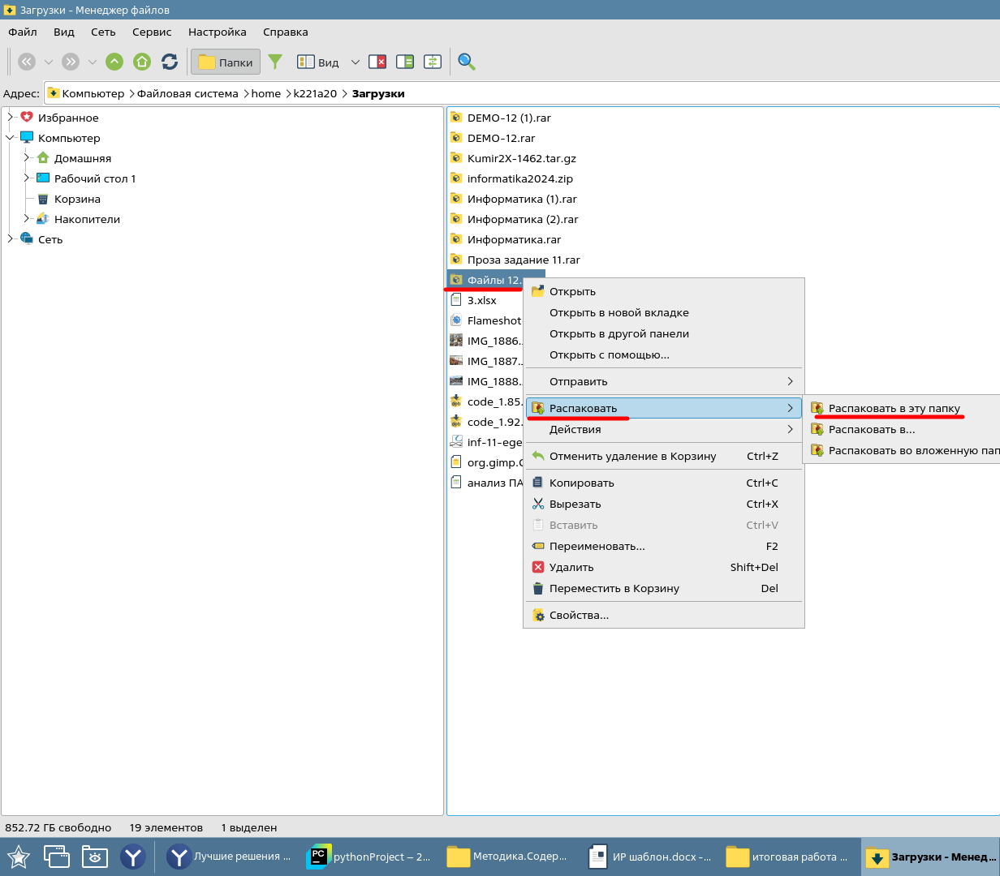 Загрузки - Менеджер файлов
Файл Вид Сеть Сервис Настройка Справка
Папки Вид
Адрес: Компьютер Файловая система home k221a20 Загрузки
Избранное
Компьютер
Домашняя
Рабочий стол 1
Корзина
Накопители
Сеть
DEMO-12 (1).rar
DEMO-12.rar
Kumir2X-1462.tar.gz
informatika2024.zip
Информатика (1).rar
Информатика (2).rar
Информатика.rar
Проза задание 11.rar
Файлы 12.
3.xlsx
Flameshot
IMG_1886.
IMG_1887.
IMG_1888.
code_1.85.
code_1.92.
inf-11-ege
org.gimp.G
анализ ПА
Открыть
Открыть в новой вкладке
Открыть в другой панели
Открыть с помощью...
Отправить
Распаковать
Действия
Отменить удаление в Корзину Ctrl+Z
Копировать Ctrl+C
Вырезать Ctrl+X
Вставить Ctrl+V
Переименовать... F2
Удалить Shift+Del
Переместить в Корзину Del
Свойства...
Распаковать в эту папку
Распаковать в...
Распаковать во вложенную пап
852.72 ГБ свободно 19 элементов 1 выделен
Лучшие решения ...
PC pythonProject – 2...
Методика.Содер...
ИР шаблон.docx -...
итоговая работа ...
Загрузки - Менед...